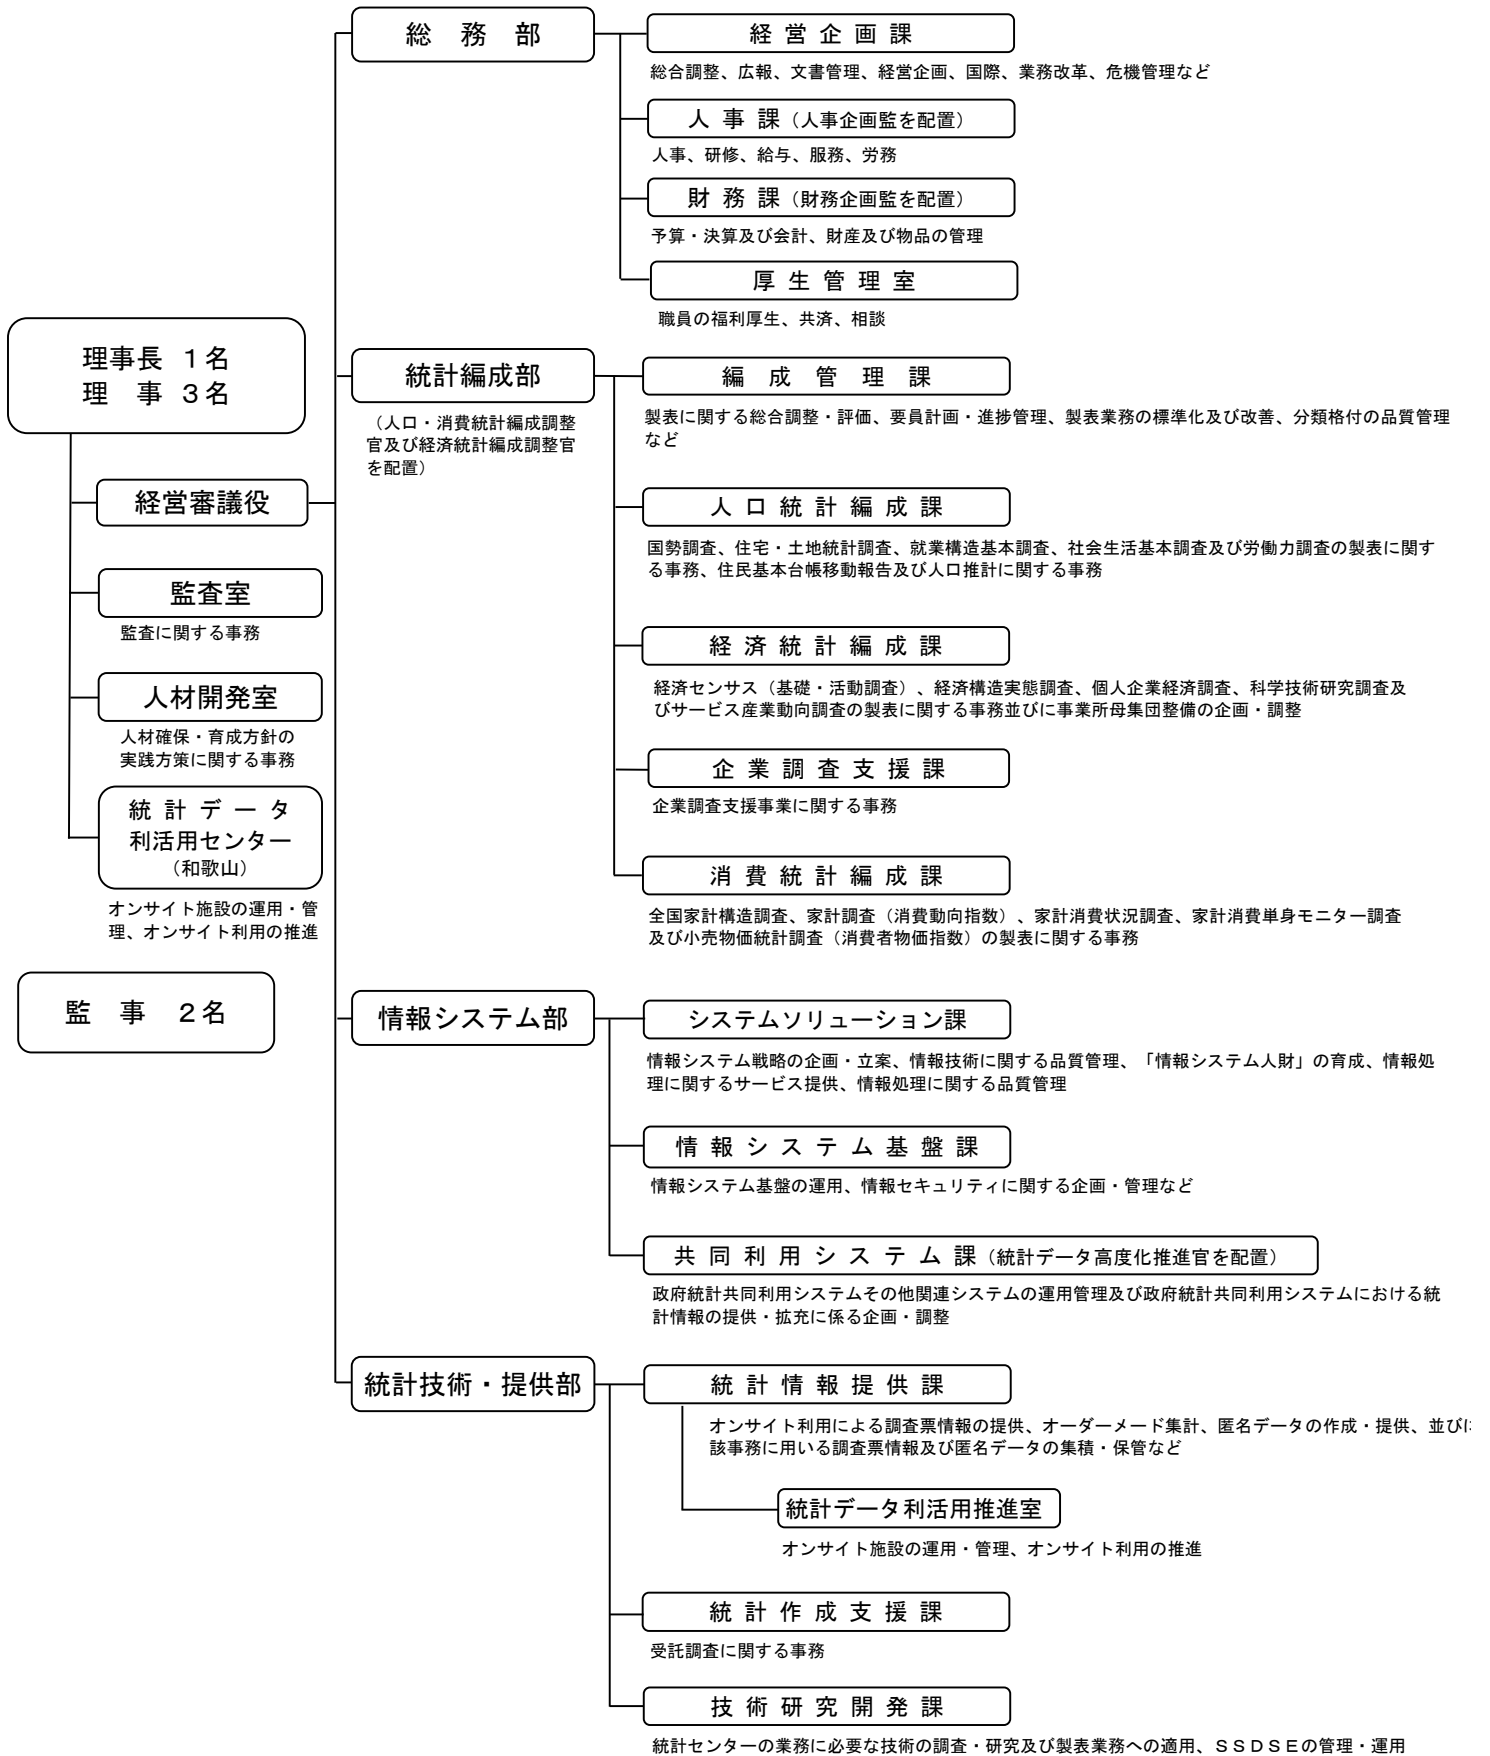 理事長 １名
理　事 ３名
経営審議役
監査室
監査に関する事務
人材開発室
人材確保・育成方針の
実践方策に関する事務
統計データ
利活用センター
（和歌山）
オンサイト施設の運用・管
理、オンサイト利用の推進
監　事　２名
総　務　部
経営企画課
総合調整、広報、文書管理、経営企画、国際、業務改革、危機管理など
人事課（人事企画監を配置）
人事、研修、給与、服務、労務
財務課（財務企画監を配置）
予算・決算及び会計、財産及び物品の管理
厚生管理室
職員の福利厚生、共済、相談
統計編成部
（人口・消費統計編成調整
官及び経済統計編成調整官
を配置）
編成管理課
製表に関する総合調整・評価、要員計画・進捗管理、製表業務の標準化及び改善、分類格付の品質管理
など
人口統計編成課
国勢調査、住宅・土地統計調査、就業構造基本調査、社会生活基本調査及び労働力調査の製表に関す
る事務、住民基本台帳移動報告及び人口推計に関する事務
経済統計編成課
経済センサス（基礎・活動調査）、経済構造実態調査、個人企業経済調査、科学技術研究調査及
びサービス産業動向調査の製表に関する事務並びに事業所母集団整備の企画・調整
企業調査支援課
企業調査支援事業に関する事務
消費統計編成課
全国家計構造調査、家計調査（消費動向指数）、家計消費状況調査、家計消費単身モニター調査
及び小売物価統計調査（消費者物価指数）の製表に関する事務
情報システム部
システムソリューション課
情報システム戦略の企画・立案、情報技術に関する品質管理、「情報システム人財」の育成、情報処
理に関するサービス提供、情報処理に関する品質管理
情報システム基盤課
情報システム基盤の運用、情報セキュリティに関する企画・管理など
共同利用システム課（統計データ高度化推進官を配置）
政府統計共同利用システムその他関連システムの運用管理及び政府統計共同利用システムにおける統
計情報の提供・拡充に係る企画・調整
統計技術・提供部
統計情報提供課
オンサイト利用による調査票情報の提供、オーダーメード集計、匿名データの作成・提供、並び
該事務に用いる調査票情報及び匿名データの集積・保管など
統計データ利活用推進室
オンサイト施設の運用・管理、オンサイト利用の推進
統計作成支援課
受託調査に関する事務
技術研究開発課
統計センターの業務に必要な技術の調査・研究及び製表業務への適用、ＳＳＤＳＥの管理・運用